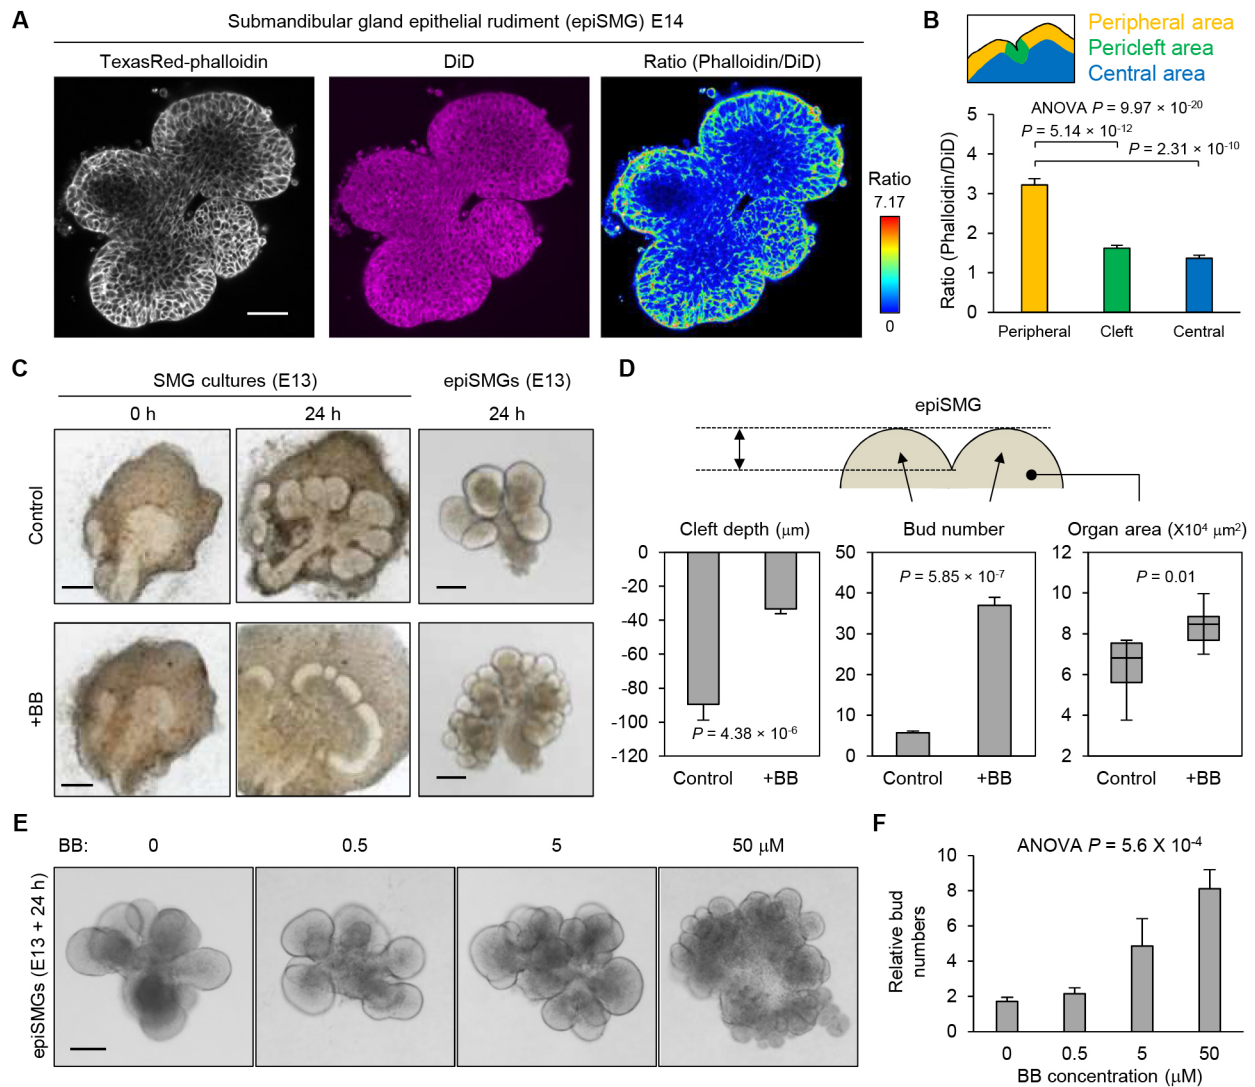 A
Submandibular gland epithelial rudiment (epiSMG) E14
TexasRed-phalloidin
DiD
Ratio (Phalloidin/DiD)
Ratio
7.17
0
B
Peripheral area
Pericleft area
Central area
ANOVA P = 9.97 × 10-20
P = 5.14 × 10-12
P = 2.31 × 10-10
Ratio (Phalloidin/DiD)
5
4
3
2
1
0
Peripheral Cleft Central
C
SMG cultures (E13)
epiSMGs (E13)
0 h
24 h
24 h
Control
+BB
D
epiSMG
Cleft depth (μm)
0
-20
-40
-60
-80
-100
-120
P = 4.38 × 10-6
Control +BB
Bud number
50
40
30
20
10
0
P = 5.85 × 10-7
Control +BB
Organ area (X10⁴ μm²)
12
10
8
6
4
2
P = 0.01
Control +BB
E
BB: 0 0.5 5 50 μM
epiSMGs (E13 + 24 h)
F
ANOVA P = 5.6 X 10-4
Relative bud
numbers
10
8
6
4
2
0
0 0.5 5 50
BB concentration (μM)